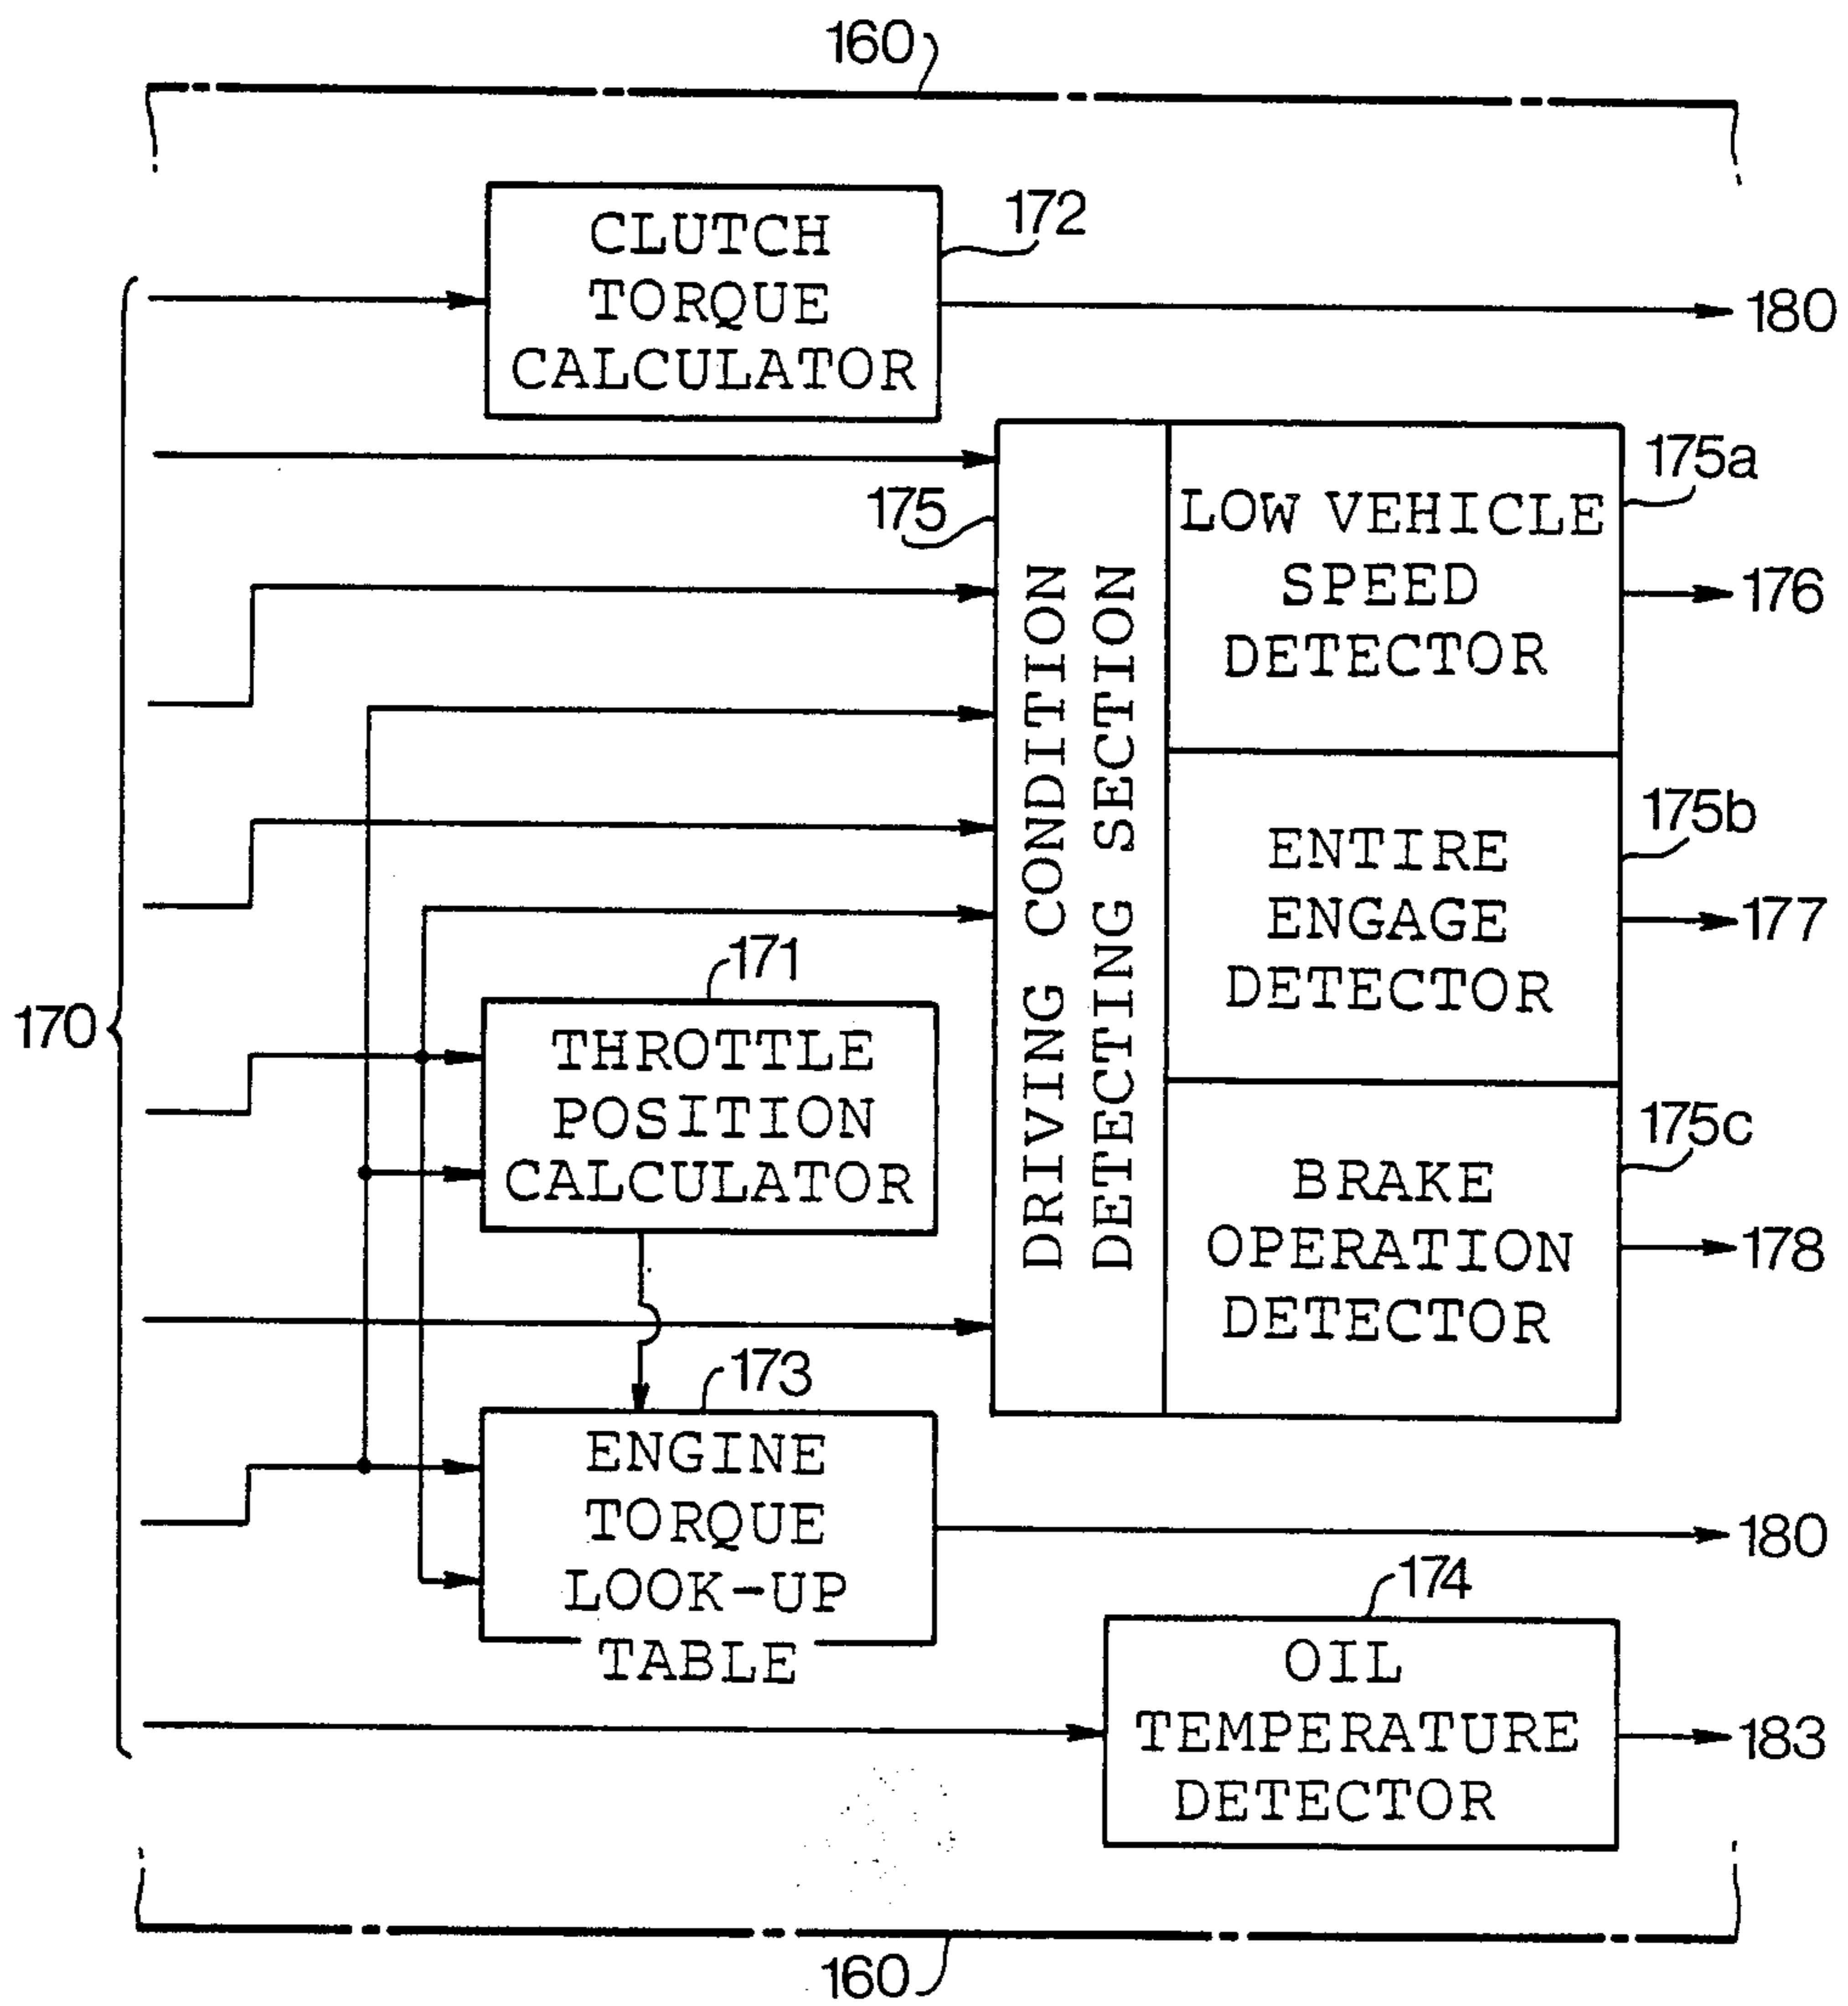 160
CLUTCH
TORQUE
CALCULATOR
172
180
175
DRIVING CONDITION
DETECTING SECTION
LOW VEHICLE
SPEED
DETECTOR
175a
176
ENTIRE
ENGAGE
DETECTOR
175b
177
170
171
THROTTLE
POSITION
CALCULATOR
BRAKE
OPERATION
DETECTOR
175c
178
173
ENGINE
TORQUE
LOOK-UP
TABLE
180
174
OIL
TEMPERATURE
DETECTOR
183
160